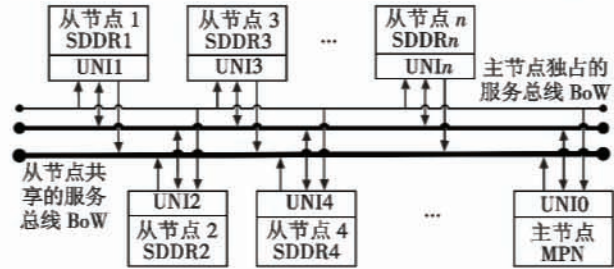 从节点 1
SDDR1
UNI1
从节点 3
SDDR3
UNI3
...
从节点 n
SDDRn
UNIn
主节点独占的
服务总线 BoW
从节点共
享的服务
总线 BoW
UNI2
从节点 2
SDDR2
UNI4
从节点 4
SDDR4
...
UNI0
主节点
MPN